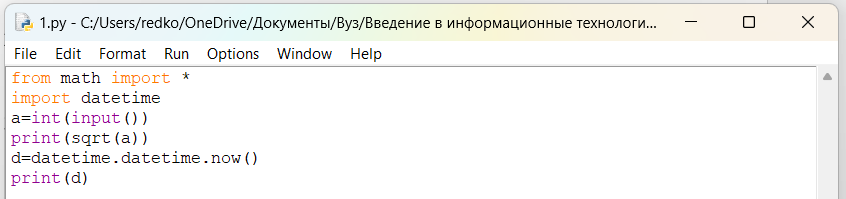 1.py - C:/Users/redko/OneDrive/Документы/Вуз/Введение в информационные технологи...
File Edit Format Run Options Window Help
from math import *
import datetime
a=int(input())
print(sqrt(a))
d=datetime.datetime.now()
print(d)